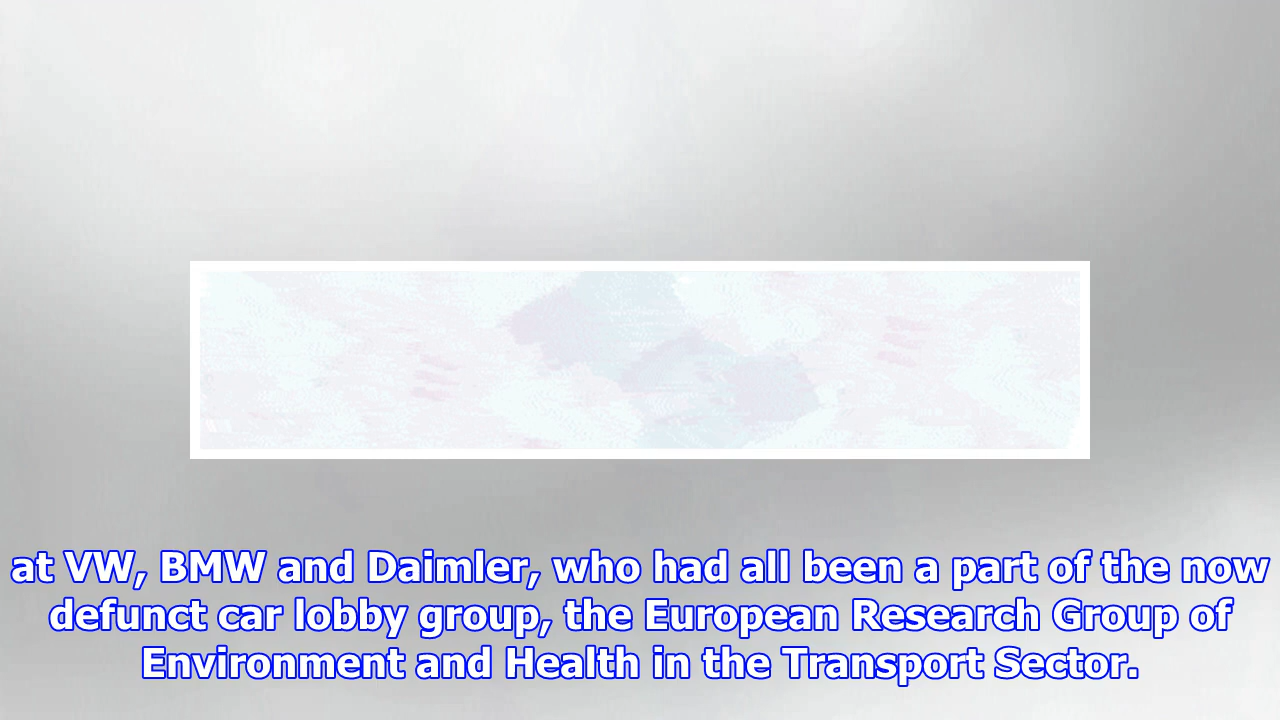 at VW, BMW and Daimler, who had all been a part of the now
defunct car lobby group, the European Research Group of
Environment and Health in the Transport Sector.